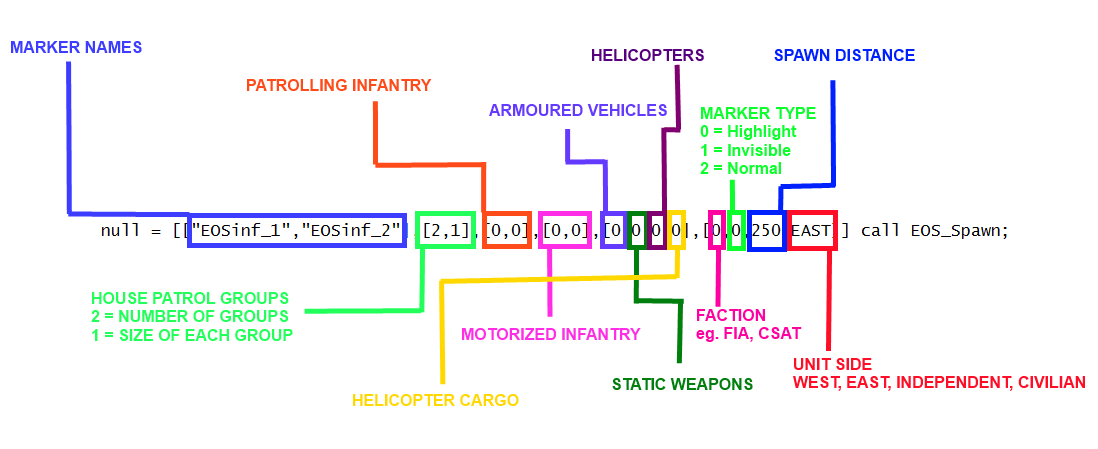 MARKER NAMES
HELICOPTERS
SPAWN DISTANCE
PATROLLING INFANTRY
ARMOURED VEHICLES
MARKER TYPE
0 = Highlight
1 = Invisible
2 = Normal
null = [["EOSinf_1","EOSinf_2"],[2,1],[0,0],[0,0],[0,0,0,0],[0,0,250,EAST]] call EOS_Spawn;
HOUSE PATROL GROUPS
2 = NUMBER OF GROUPS
1 = SIZE OF EACH GROUP
MOTORIZED INFANTRY
FACTION
eg. FIA, CSAT
UNIT SIDE
WEST, EAST, INDEPENDENT, CIVILIAN
STATIC WEAPONS
HELICOPTER CARGO